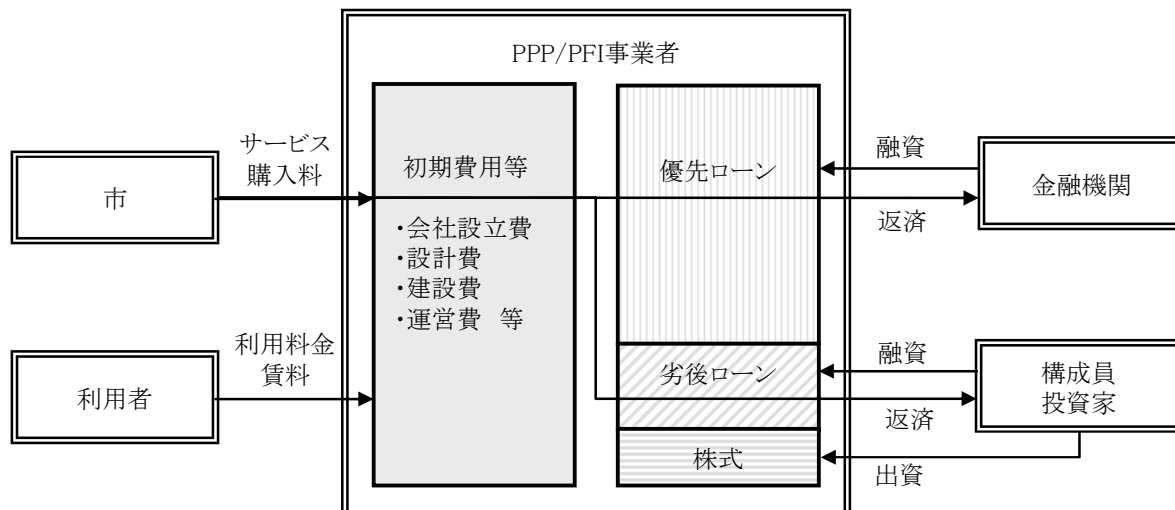 PPP/PFI事業者
サービス
購入料
市
初期費用等
・会社設立費
・設計費
・建設費
・運営費　等
利用料金
賃料
利用者
優先ローン
劣後ローン
株式
融資
返済
金融機関
融資
返済
出資
構成員
投資家